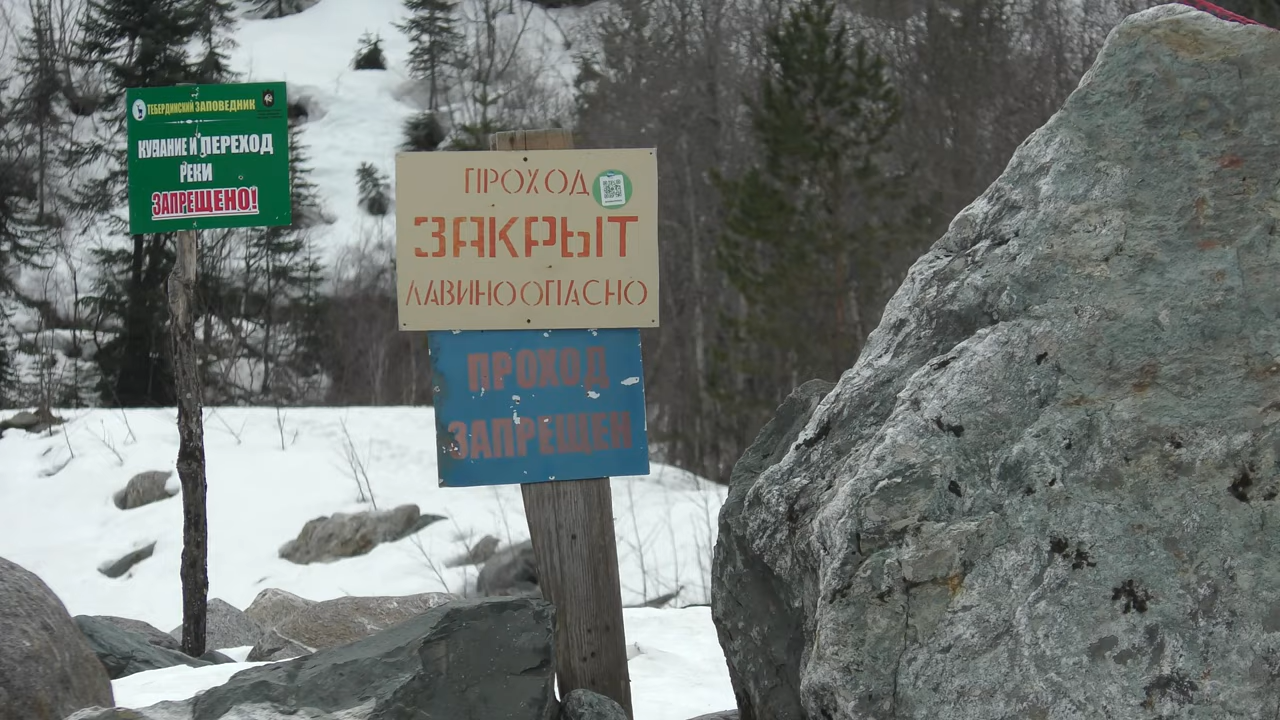 ТЕБЕРДИНСКИЙ ЗАПОВЕДНИК
КУПАНИЕ И ПЕРЕХОД
РЕКИ
ЗАПРЕЩЕНО!
ПРОХОД
ЗАКРЫТ
ЛАВИНООПАСНО
ПРОХОД
ЗАПРЕЩЕН